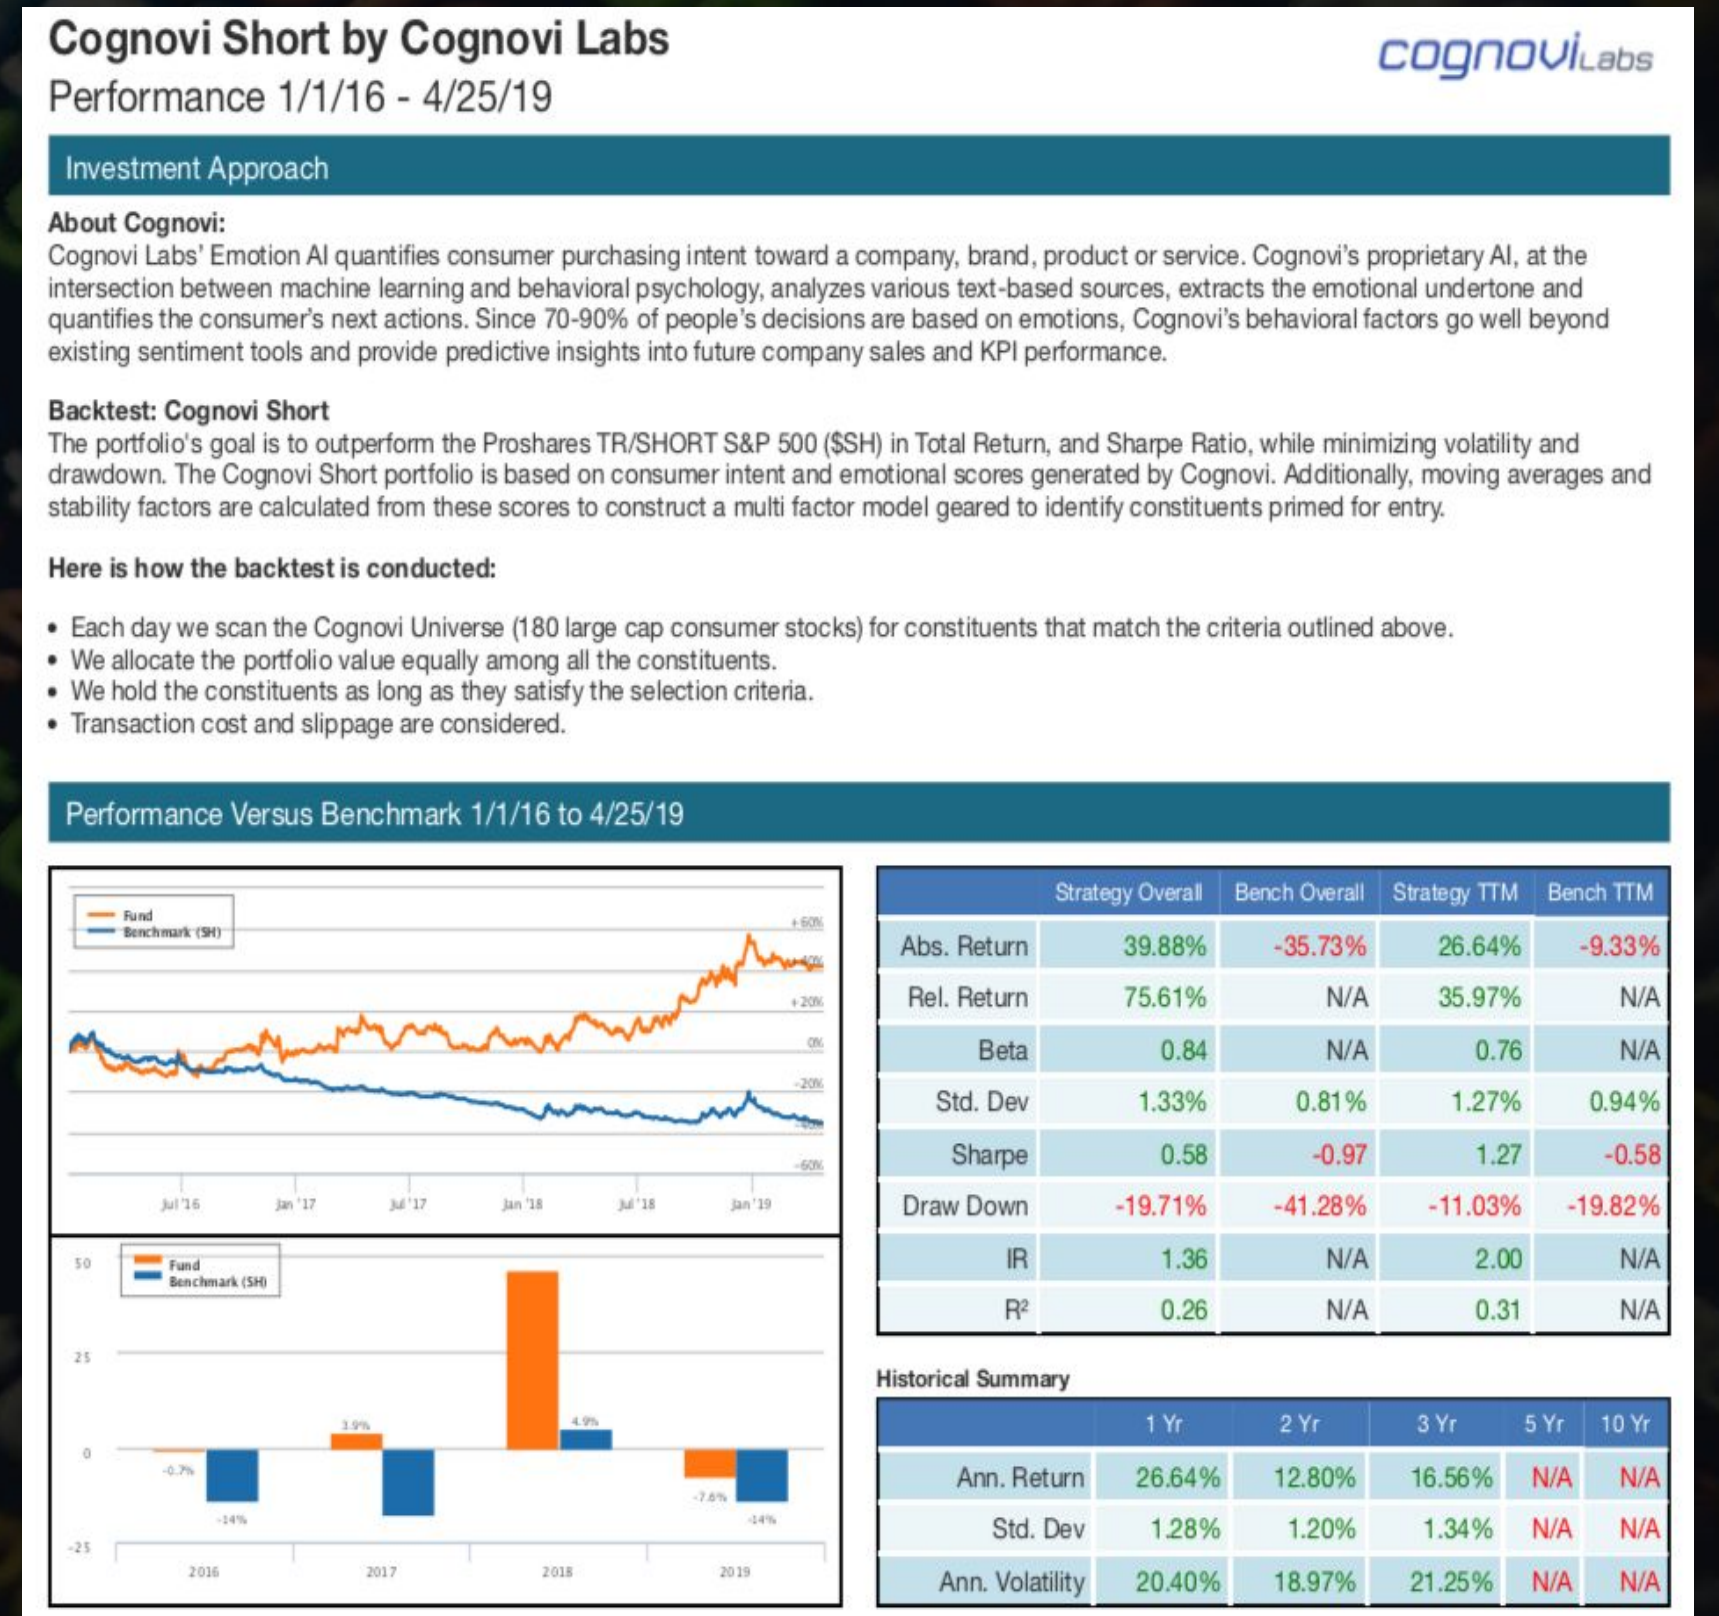 Cognovi Short by Cognovi Labs
cognoviLabs
Performance 1/1/16 - 4/25/19
Investment Approach
About Cognovi:
Cognovi Labs' Emotion AI quantifies consumer purchasing intent toward a company, brand, product or service. Cognovi's proprietary AI, at the
intersection between machine learning and behavioral psychology, analyzes various text-based sources, extracts the emotional undertone and
quantifies the consumer's next actions. Since 70-90% of people's decisions are based on emotions, Cognovi's behavioral factors go well beyond
existing sentiment tools and provide predictive insights into future company sales and KPI performance.
Backtest: Cognovi Short
The portfolio's goal is to outperform the Proshares TR/SHORT S&P 500 ($SH) in Total Return, and Sharpe Ratio, while minimizing volatility and
drawdown. The Cognovi Short portfolio is based on consumer intent and emotional scores generated by Cognovi. Additionally, moving averages and
stability factors are calculated from these scores to construct a multi factor model geared to identify constituents primed for entry.
Here is how the backtest is conducted:
• Each day we scan the Cognovi Universe (180 large cap consumer stocks) for constituents that match the criteria outlined above.
• We allocate the portfolio value equally among all the constituents.
• We hold the constituents as long as they satisfy the selection criteria.
• Transaction cost and slippage are considered.
Performance Versus Benchmark 1/1/16 to 4/25/19
Fund
Benchmark (SH)
+60%
+40%
+20%
0%
-20%
-40%
-60%
Jul '16 Jan '17 Jul '17 Jan '18 Jul '18 Jan '19
Fund
Benchmark (SH)
50
25
0
-25
-0.7% -14% 3.9% 4.9% -7.6% -14%
2016 2017 2018 2019
Strategy Overall Bench Overall Strategy TTM Bench TTM
Abs. Return 39.88% -35.73% 26.64% -9.33%
Rel. Return 75.61% N/A 35.97% N/A
Beta 0.84 N/A 0.76 N/A
Std. Dev 1.33% 0.81% 1.27% 0.94%
Sharpe 0.58 -0.97 1.27 -0.58
Draw Down -19.71% -41.28% -11.03% -19.82%
IR 1.36 N/A 2.00 N/A
R² 0.26 N/A 0.31 N/A
Historical Summary
1 Yr 2 Yr 3 Yr 5 Yr 10 Yr
Ann. Return 26.64% 12.80% 16.56% N/A N/A
Std. Dev 1.28% 1.20% 1.34% N/A N/A
Ann. Volatility 20.40% 18.97% 21.25% N/A N/A